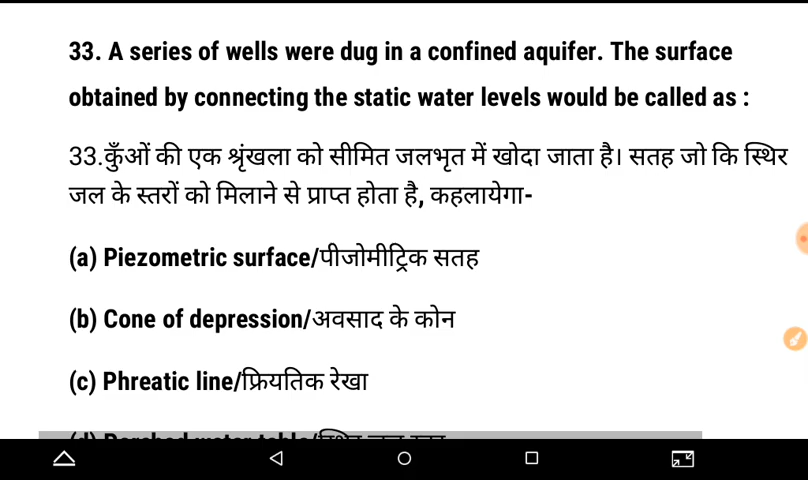 33. A series of wells were dug in a confined aquifer. The surface
obtained by connecting the static water levels would be called as :
33.कुँओं की एक श्रृंखला को सीमित जलभृत में खोदा जाता है। सतह जो कि स्थिर
जल के स्तरों को मिलाने से प्राप्त होता है, कहलायेगा-
(a) Piezometric surface/पीजोमीट्रिक सतह
(b) Cone of depression/अवसाद के कोन
(c) Phreatic line/फ्रियतिक रेखा